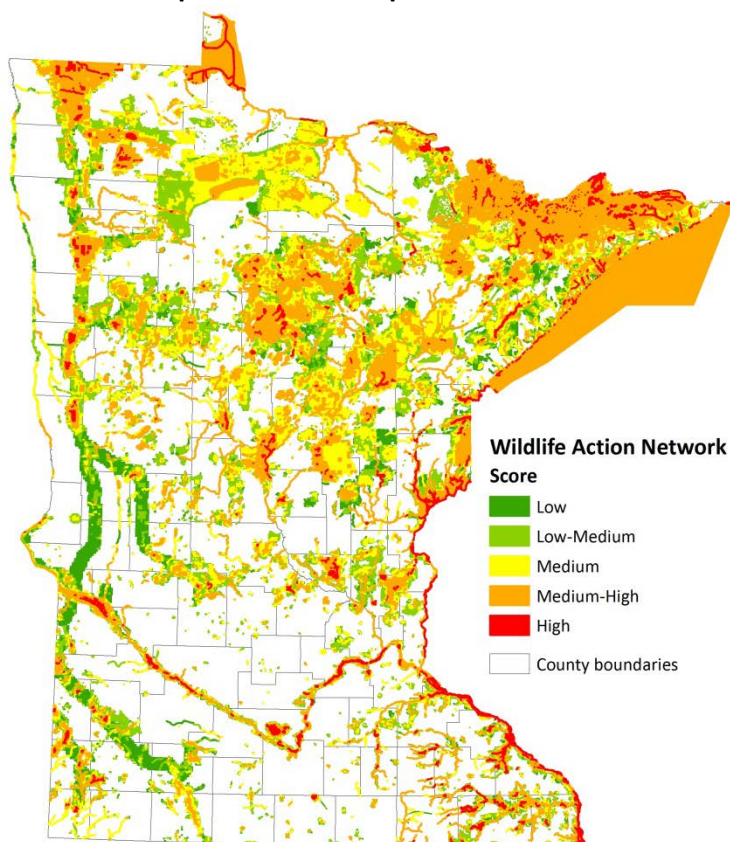 Wildlife Action Network
Score
Low
Low-Medium
Medium
Medium-High
High
County boundaries